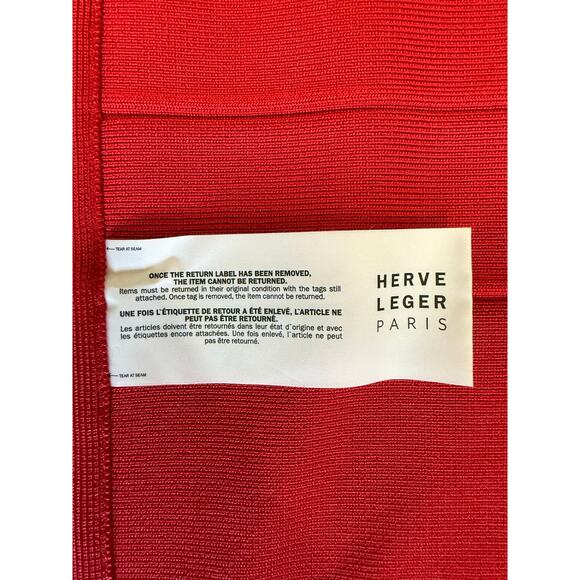 ← TEAR AT SEAM
ONCE THE RETURN LABEL HAS BEEN REMOVED,
THE ITEM CANNOT BE RETURNED.
Items must be returned in their original condition with the tags still
attached. Once tag is removed, the item cannot be returned.
UNE FOIS L'ÉTIQUETTE DE RETOUR A ÉTÉ ENLEVÉ, L'ARTICLE NE
PEUT PAS ÊTRE RETOURNÉ.
Les articles doivent être retournés dans leur état d`origine et avec
les étiquettes encore attachées. Une fois enlevé, l`article ne peut
pas être retourné.
← TEAR AT SEAM
HERVE
LEGER
PARIS